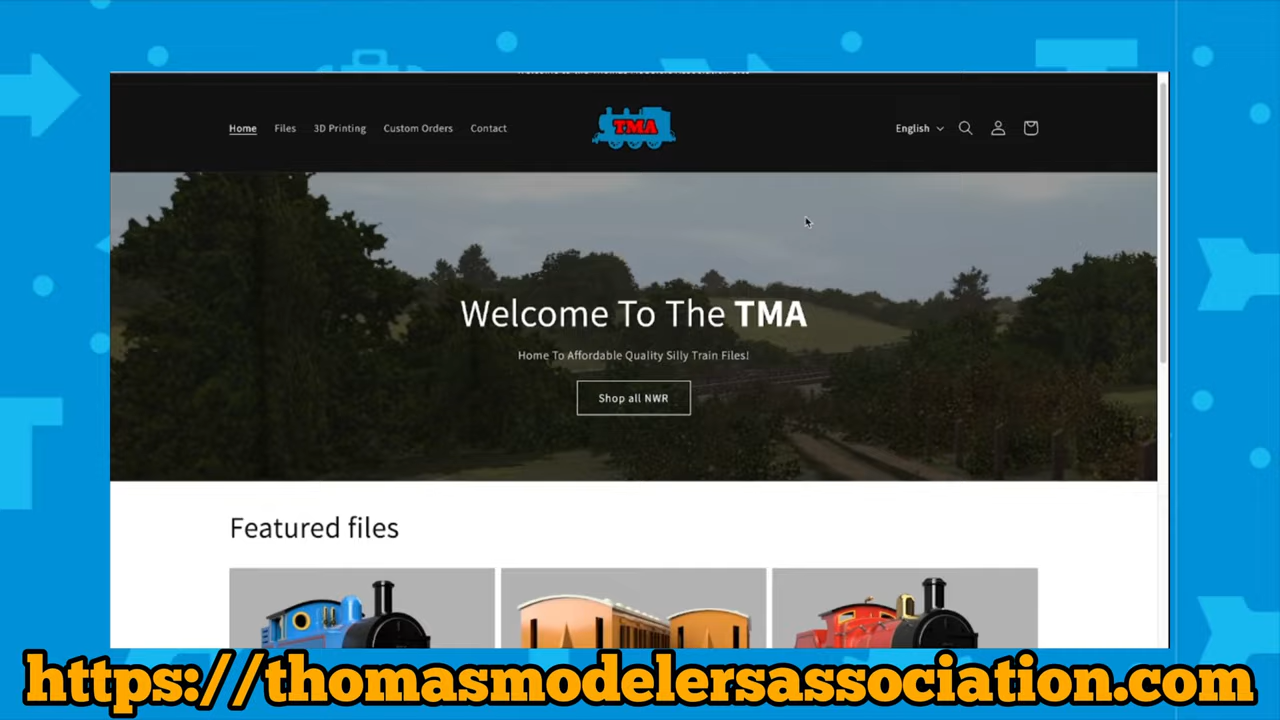 Home Files 3D Printing Custom Orders Contact
TMA
English
Welcome To The TMA
Home To Affordable Quality Silly Train Files!
Shop all NWR
Featured files
https://thomasmodelersassociation.com